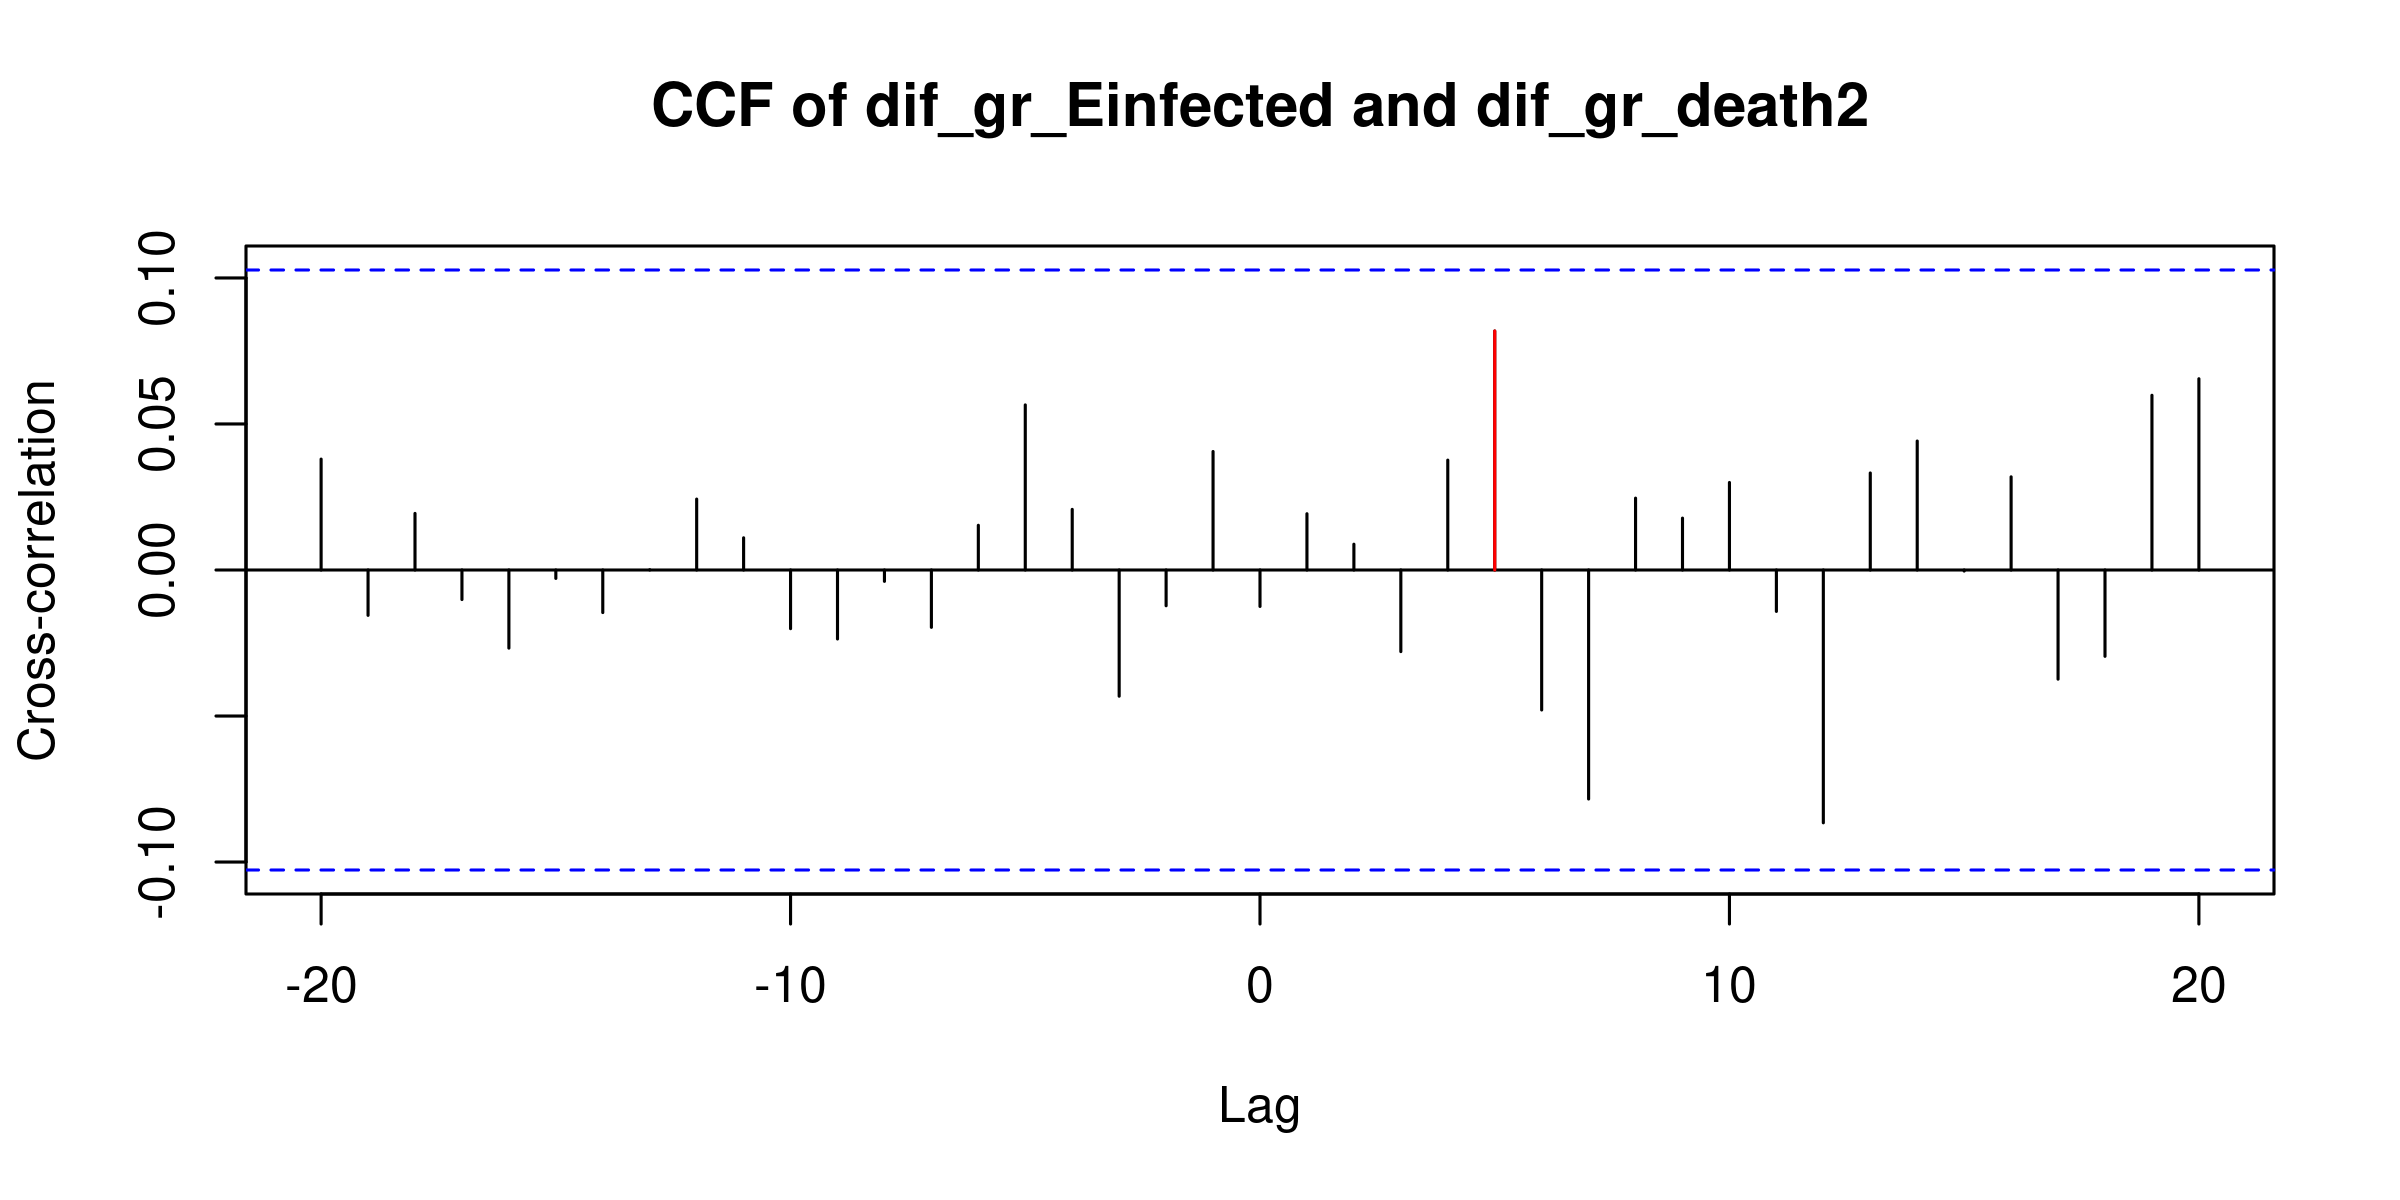 CCF of dif_gr_Einfected and dif_gr_death2
Cross-correlation
0.10
0.05
0.00
-0.10
-20 -10 0 10 20
Lag